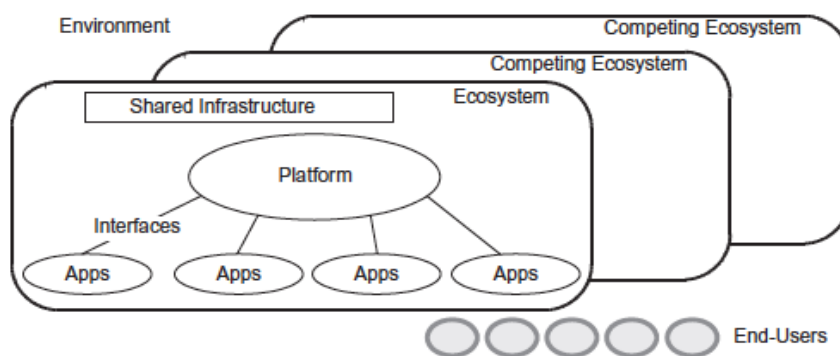 Environment
Competing Ecosystem
Competing Ecosystem
Ecosystem
Shared Infrastructure
Platform
Interfaces
Apps
Apps
Apps
Apps
End-Users